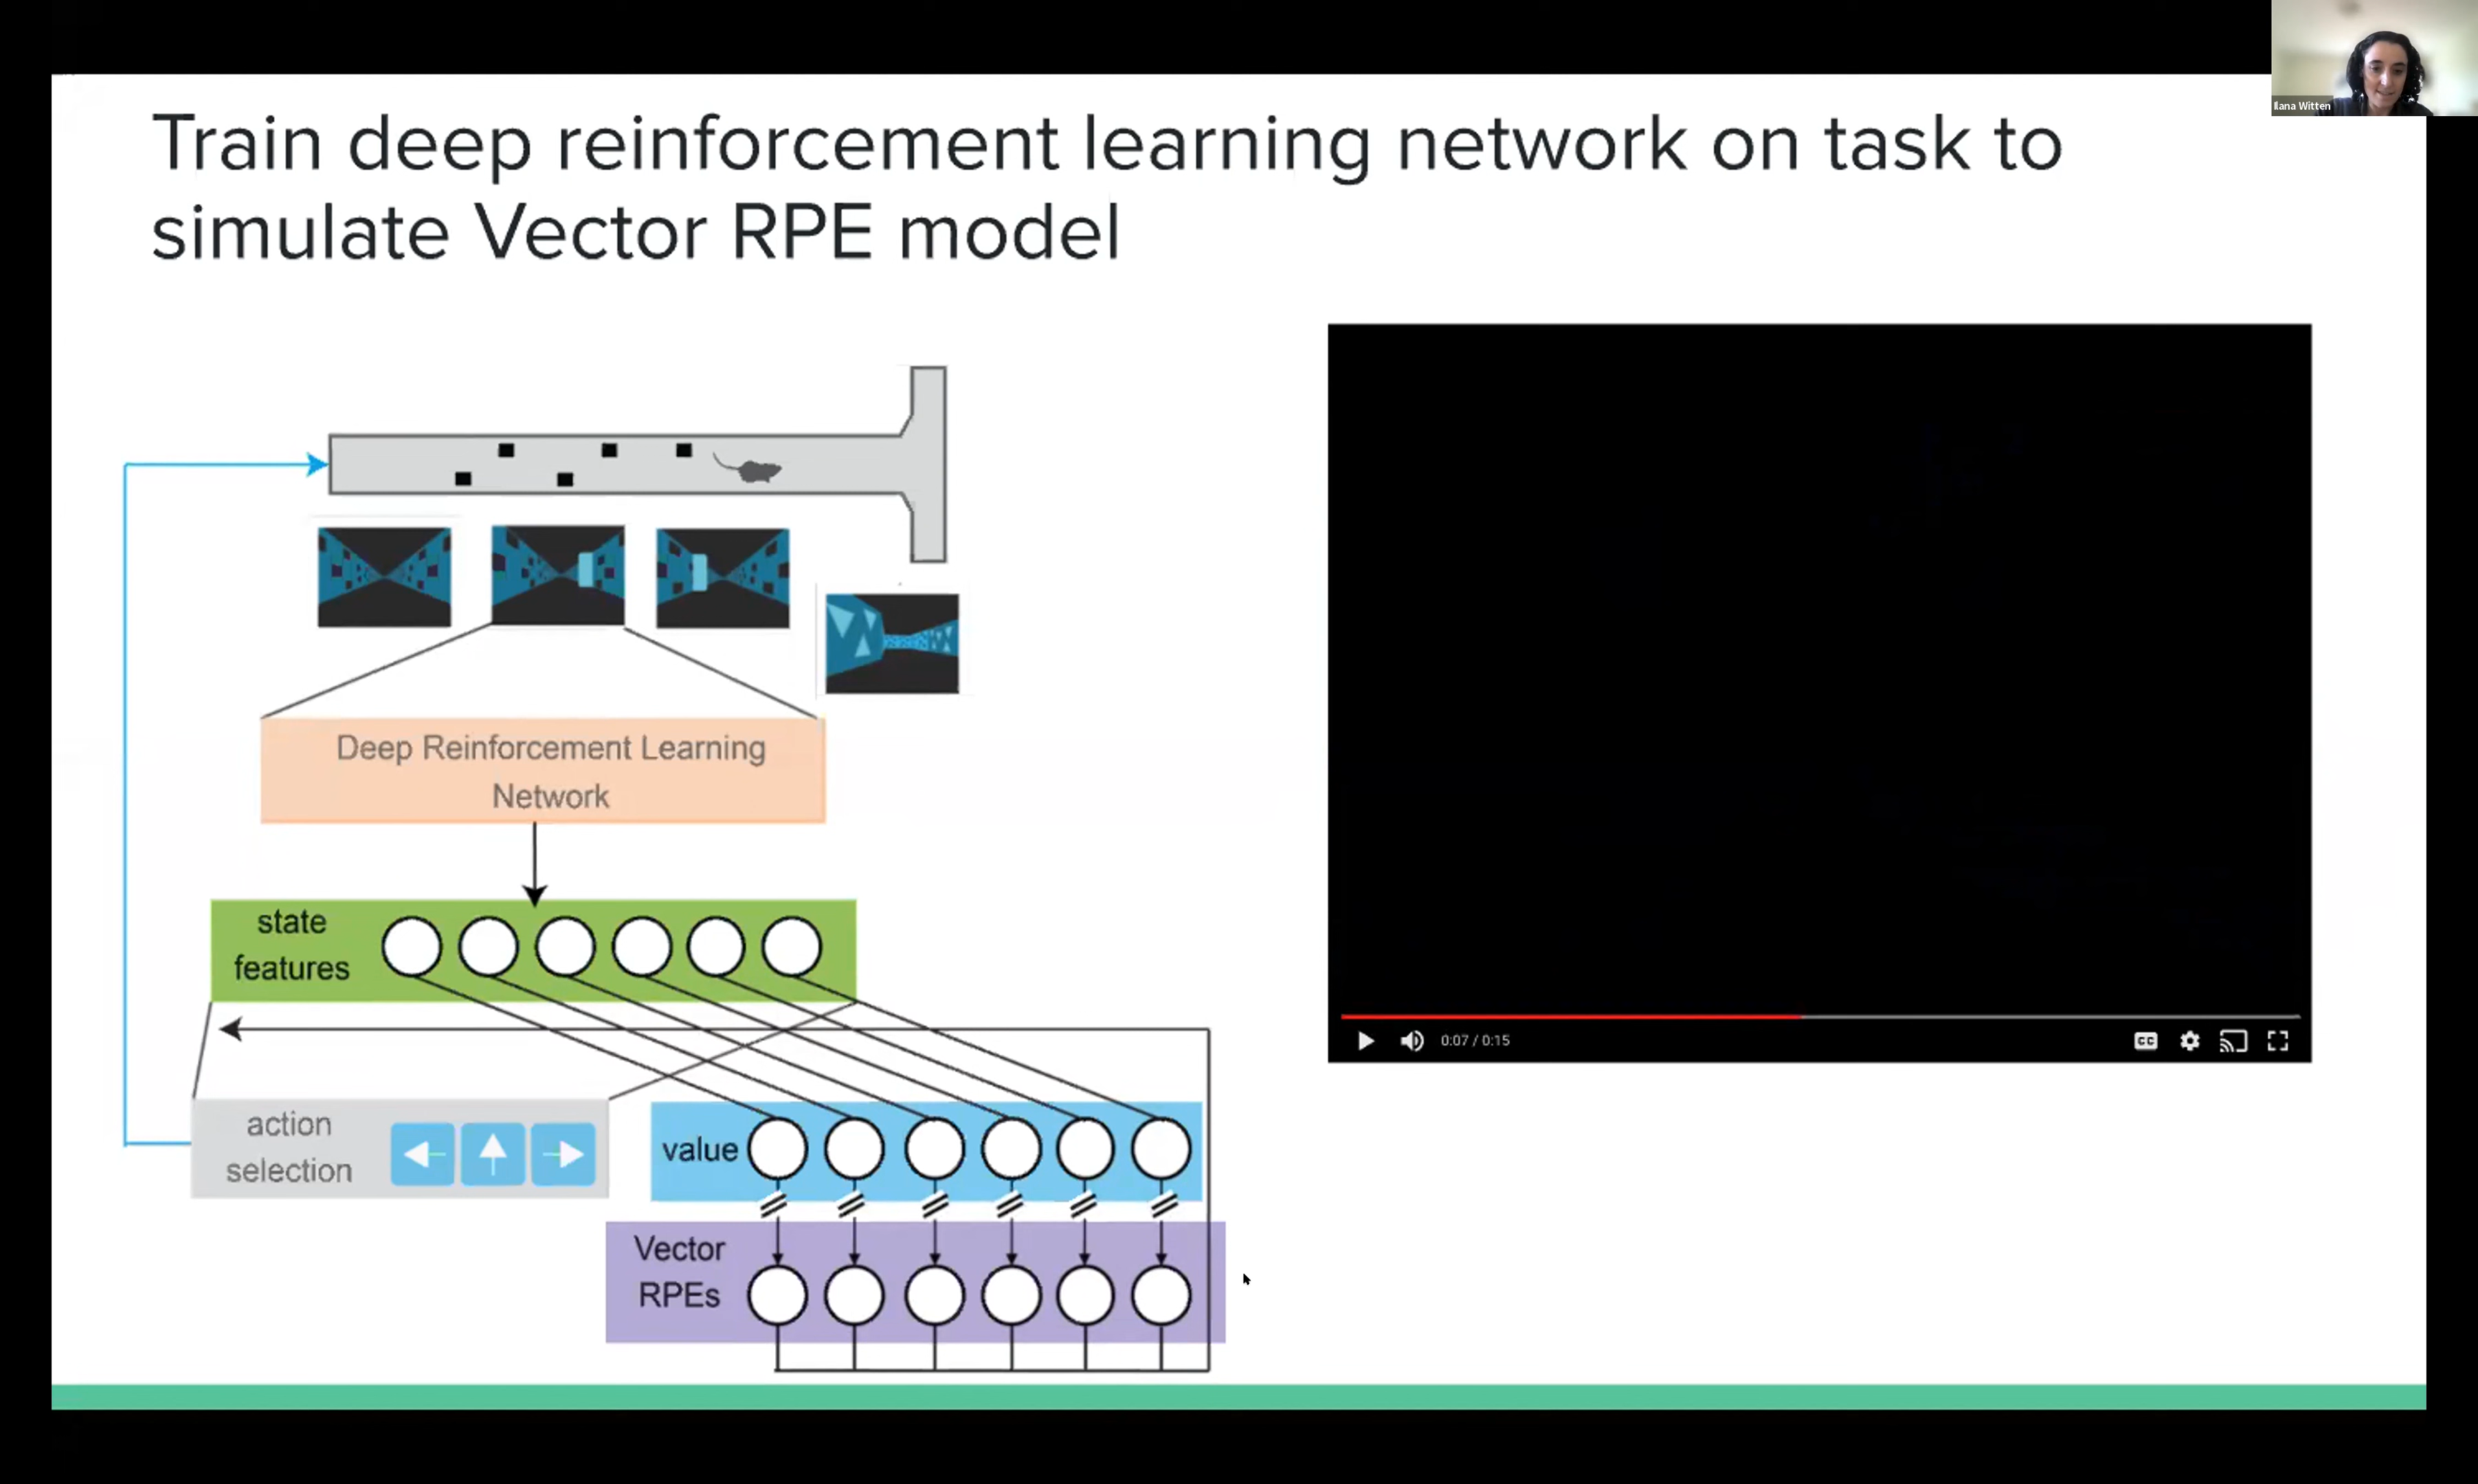 Ilana Witten
Train deep reinforcement learning network on task to
simulate Vector RPE model
Deep Reinforcement Learning
Network
state
features
action
selection
value
Vector
RPEs
0:07 / 0:15
CC